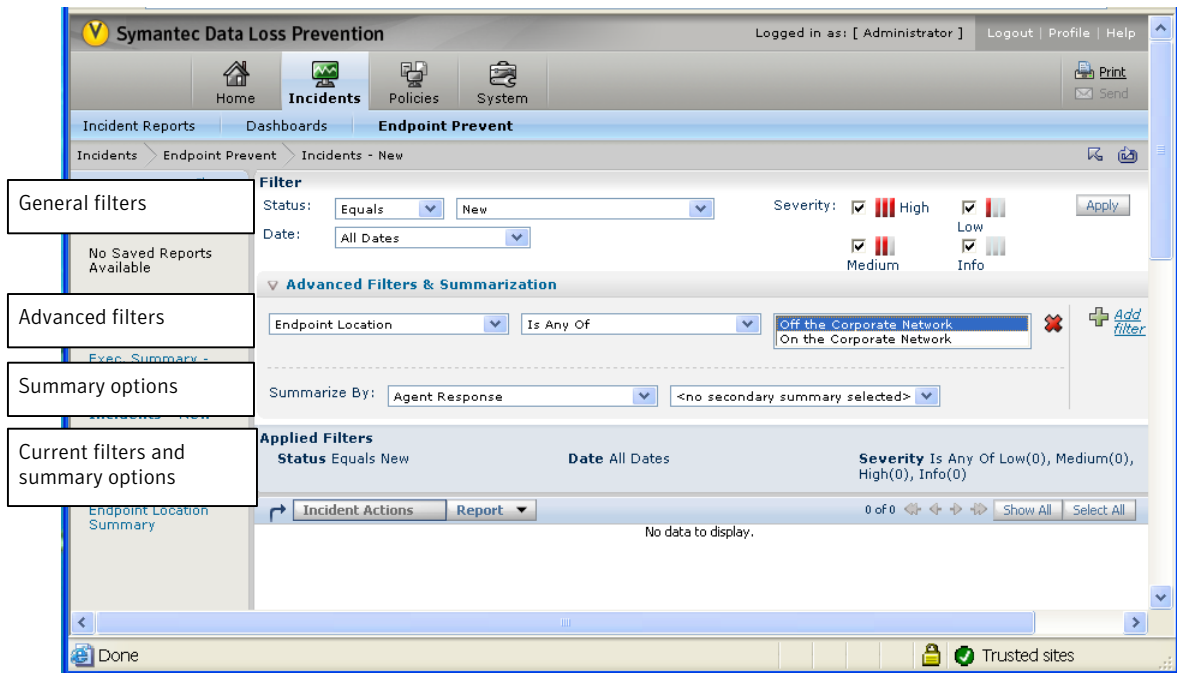 Symantec Data Loss Prevention
Logged in as: [ Administrator ]
Logout | Profile | Help
Home
Incidents
Policies
System
Print
Send
Incident Reports
Dashboards
Endpoint Prevent
Incidents
Endpoint Prevent
Incidents - New
General filters
No Saved Reports
Available
Advanced filters
Exec. Summary -
Summary options
Incidents - New
Current filters and
summary options
Endpoint Location
Summary
Filter
Status:
Equals
New
Date:
All Dates
Severity:
High
Low
Medium
Info
Apply
Advanced Filters & Summarization
Endpoint Location
Is Any Of
Off the Corporate Network
On the Corporate Network
Add
filter
Summarize By:
Agent Response
<no secondary summary selected>
Applied Filters
Status Equals New
Date All Dates
Severity Is Any Of Low(0), Medium(0),
High(0), Info(0)
Incident Actions
Report
0 of 0
Show All
Select All
No data to display.
Done
Trusted sites